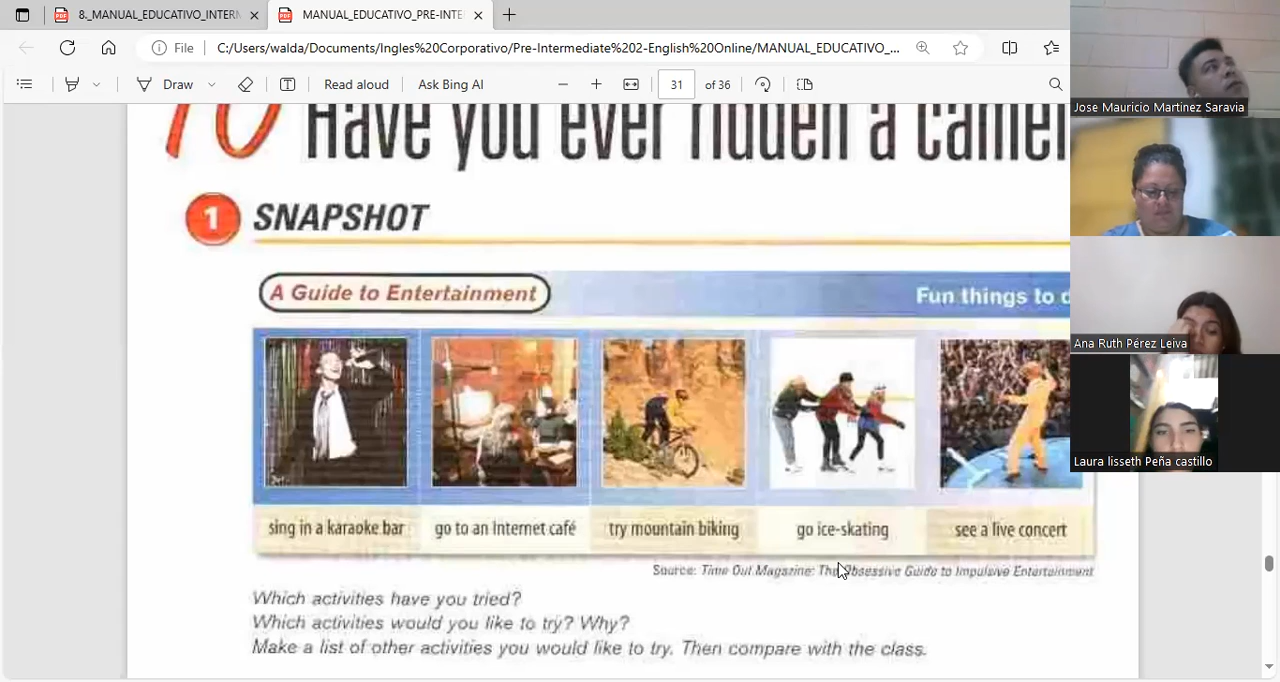 8._MANUAL_EDUCATIVO_INTERM
MANUAL_EDUCATIVO_PRE-INTE
File
C:/Users/walda/Documents/Ingles%20Corporativo/Pre-Intermediate%202-English%20Online/MANUAL_EDUCATIVO_...
Draw
Read aloud
Ask Bing AI
31
of 36
10 Have you ever ridden a camel
1 SNAPSHOT
A Guide to Entertainment
Fun things to d
sing in a karaoke bar
go to an Internet café
try mountain biking
go ice-skating
see a live concert
Source: Time Out Magazine: The Obsessive Guide to Impulsive Entertainment
Which activities have you tried?
Which activities would you like to try? Why?
Make a list of other activities you would like to try. Then compare with the class.
Jose Mauricio Martinez Saravia
Ana Ruth Pérez Leiva
Laura lisseth Peña castillo